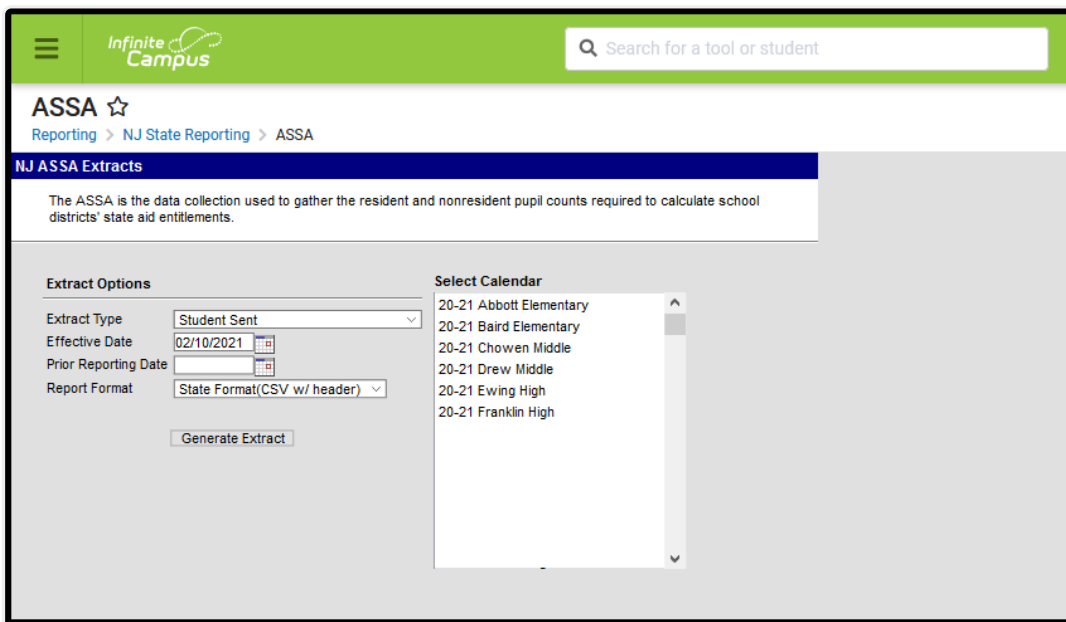 Infinite
Campus
Search for a tool or student
ASSA
Reporting > NJ State Reporting > ASSA
NJ ASSA Extracts
The ASSA is the data collection used to gather the resident and nonresident pupil counts required to calculate school
districts' state aid entitlements.
Extract Options
Extract Type Student Sent
Effective Date 02/10/2021
Prior Reporting Date
Report Format State Format(CSV w/ header)
Generate Extract
Select Calendar
20-21 Abbott Elementary
20-21 Baird Elementary
20-21 Chowen Middle
20-21 Drew Middle
20-21 Ewing High
20-21 Franklin High